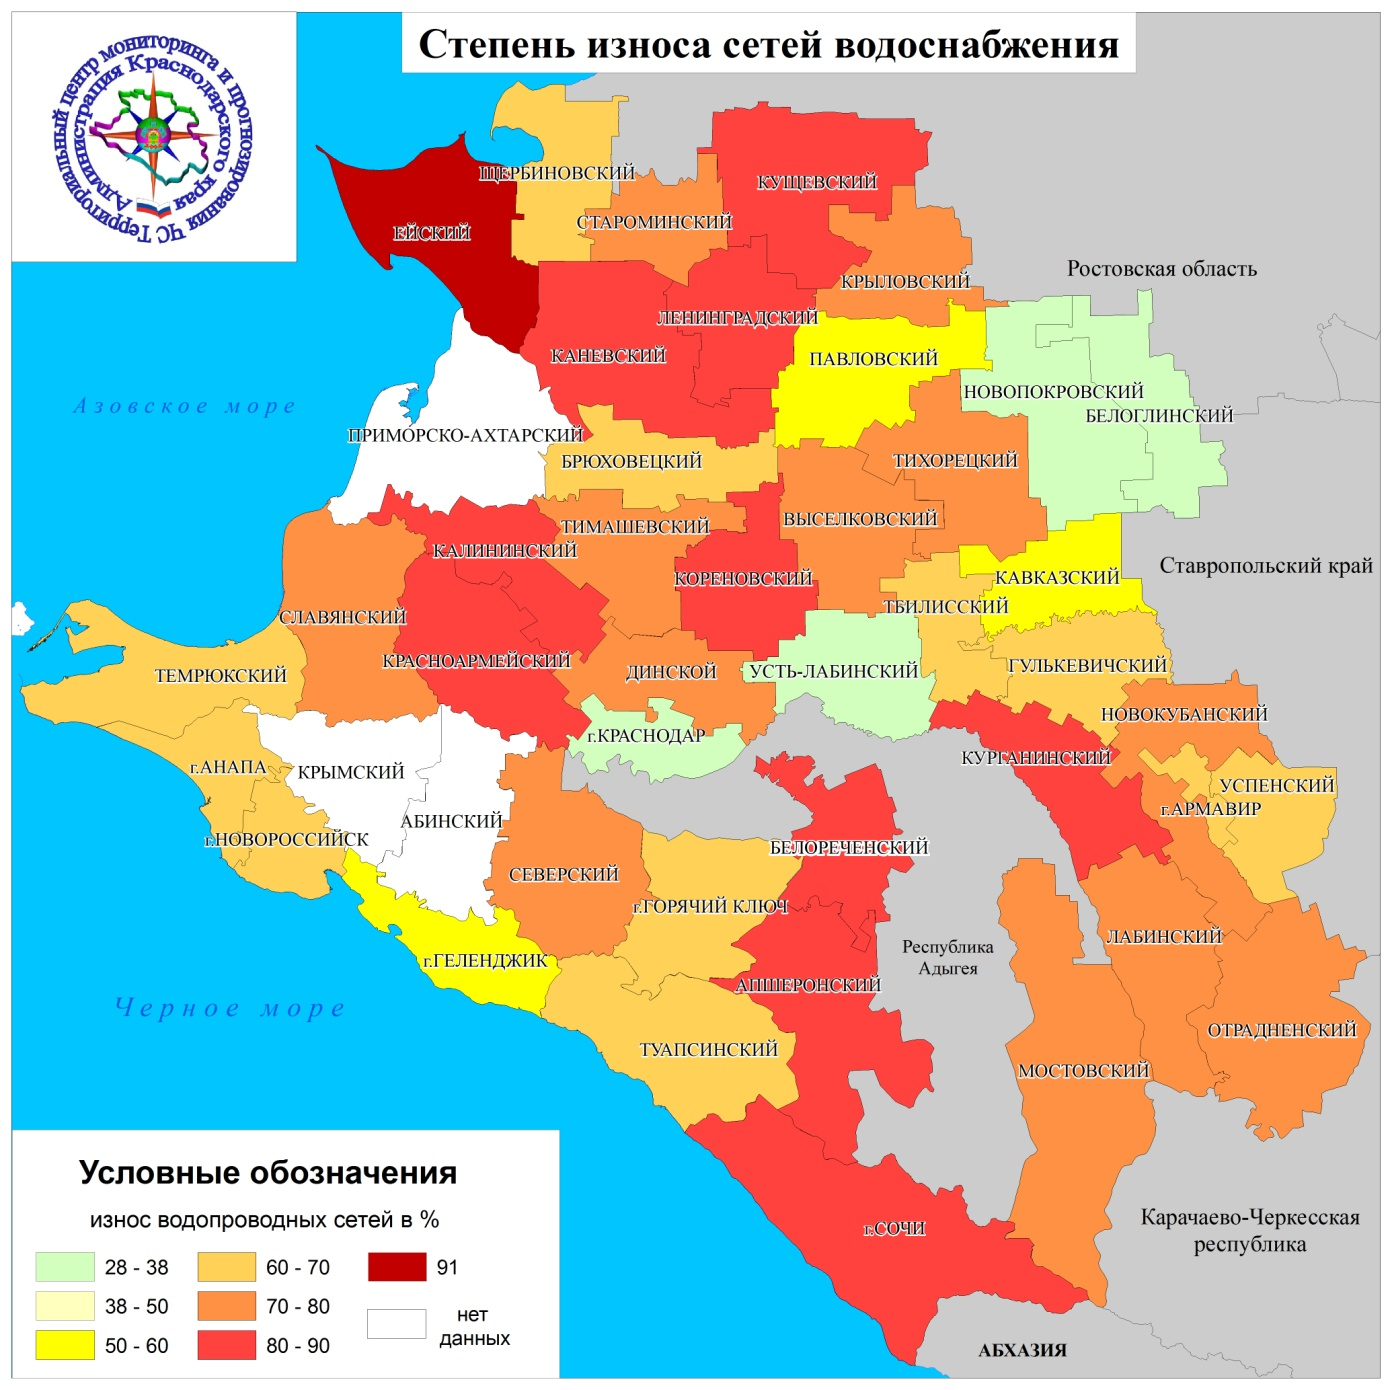 Степень износа сетей водоснабжения
Территориальный центр мониторинга и прогнозирования ЧС
Администрация Краснодарского края
ЩЕРБИНОВСКИЙ
КУЩЕВСКИЙ
СТАРОМИНСКИЙ
ЕЙСКИЙ
Ростовская область
КРЫЛОВСКИЙ
ЛЕНИНГРАДСКИЙ
КАНЕВСКИЙ
ПАВЛОВСКИЙ
НОВОПОКРОВСКИЙ
Азовское море
БЕЛОГЛИНСКИЙ
ПРИМОРСКО-АХТАРСКИЙ
БРЮХОВЕЦКИЙ
ТИХОРЕЦКИЙ
ВЫСЕЛКОВСКИЙ
ТИМАШЕВСКИЙ
КАЛИНИНСКИЙ
Ставропольский край
КОРЕНОВСКИЙ
КАВКАЗСКИЙ
ТБИЛИССКИЙ
СЛАВЯНСКИЙ
КРАСНОАРМЕЙСКИЙ
ГУЛЬКЕВИЧСКИЙ
ДИНСКОЙ
УСТЬ-ЛАБИНСКИЙ
ТЕМРЮКСКИЙ
НОВОКУБАНСКИЙ
г.КРАСНОДАР
КУРГАНИНСКИЙ
г.АНАПА
КРЫМСКИЙ
УСПЕНСКИЙ
г.АРМАВИР
АБИНСКИЙ
г.НОВОРОССИЙСК
БЕЛОРЕЧЕНСКИЙ
СЕВЕРСКИЙ
г.ГОРЯЧИЙ КЛЮЧ
ЛАБИНСКИЙ
Республика
Адыгея
г.ГЕЛЕНДЖИК
АПШЕРОНСКИЙ
Черное море
ОТРАДНЕНСКИЙ
ТУАПСИНСКИЙ
МОСТОВСКИЙ
Карачаево-Черкесская
республика
г.СОЧИ
АБХАЗИЯ
Условные обозначения
износ водопроводных сетей в %
28 - 38
38 - 50
50 - 60
60 - 70
70 - 80
80 - 90
91
нет
данных